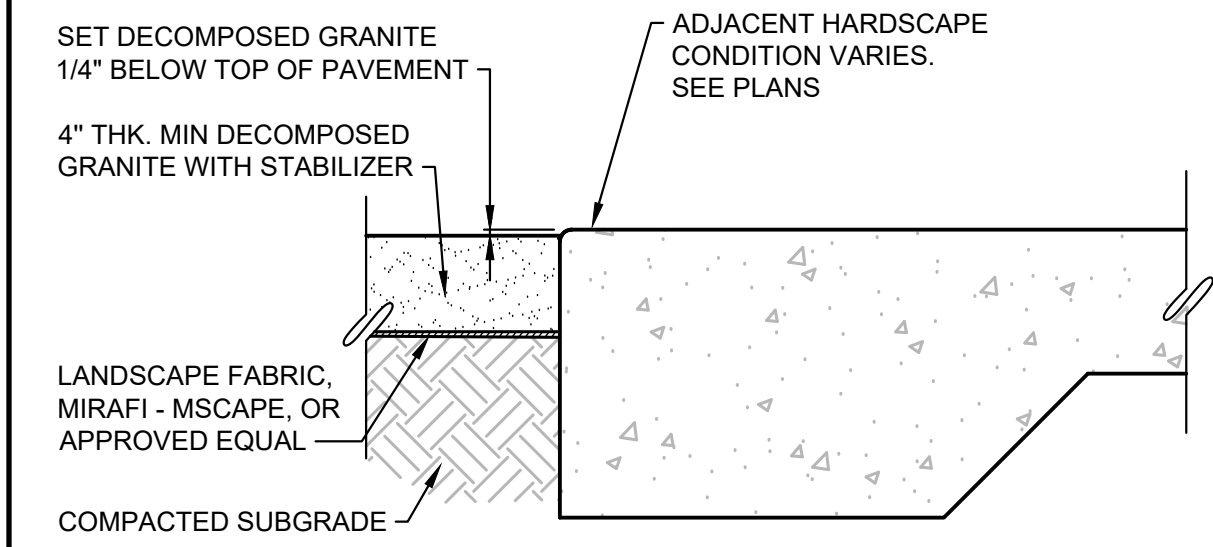 SET DECOMPOSED GRANITE
1/4" BELOW TOP OF PAVEMENT
4" THK. MIN DECOMPOSED
GRANITE WITH STABILIZER
ADJACENT HARDSCAPE
CONDITION VARIES.
SEE PLANS
LANDSCAPE FABRIC,
MIRAFI - MSCAPE, OR
APPROVED EQUAL
COMPACTED SUBGRADE